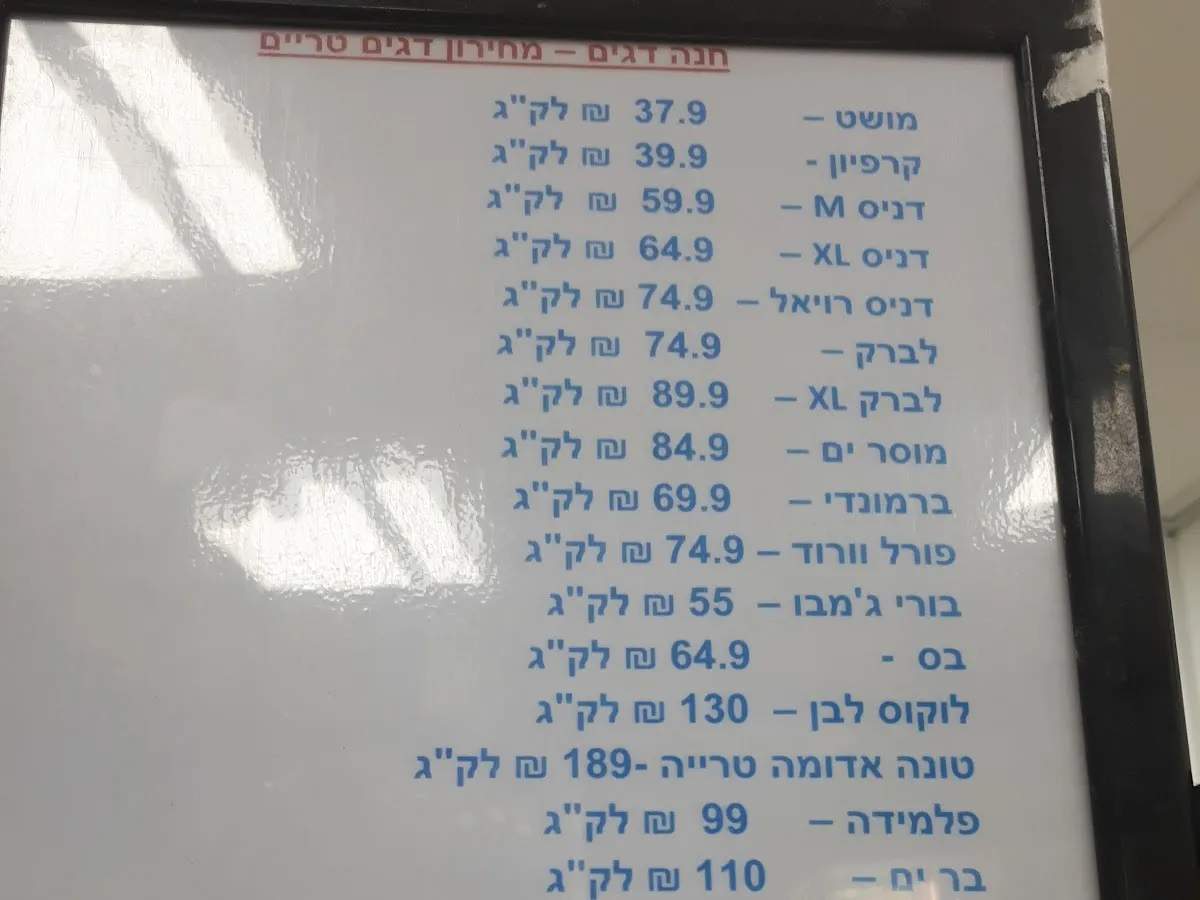 חנה דגים – מחירון דגים טריים
מושט – 37.9 ₪ לק"ג
קרפיון - 39.9 ₪ לק"ג
דניס M – 59.9 ₪ לק"ג
דניס XL – 64.9 ₪ לק"ג
דניס רויאל – 74.9 ₪ לק"ג
לברק – 74.9 ₪ לק"ג
לברק XL – 89.9 ₪ לק"ג
מוסר ים – 84.9 ₪ לק"ג
ברמונדי – 69.9 ₪ לק"ג
פורל וורוד – 74.9 ₪ לק"ג
בורי ג'מבו – 55 ₪ לק"ג
בס - 64.9 ₪ לק"ג
לוקוס לבן – 130 ₪ לק"ג
טונה אדומה טרייה -189 ₪ לק"ג
פלמידה – 99 ₪ לק"ג
בר ים – 110 ₪ לק"ג